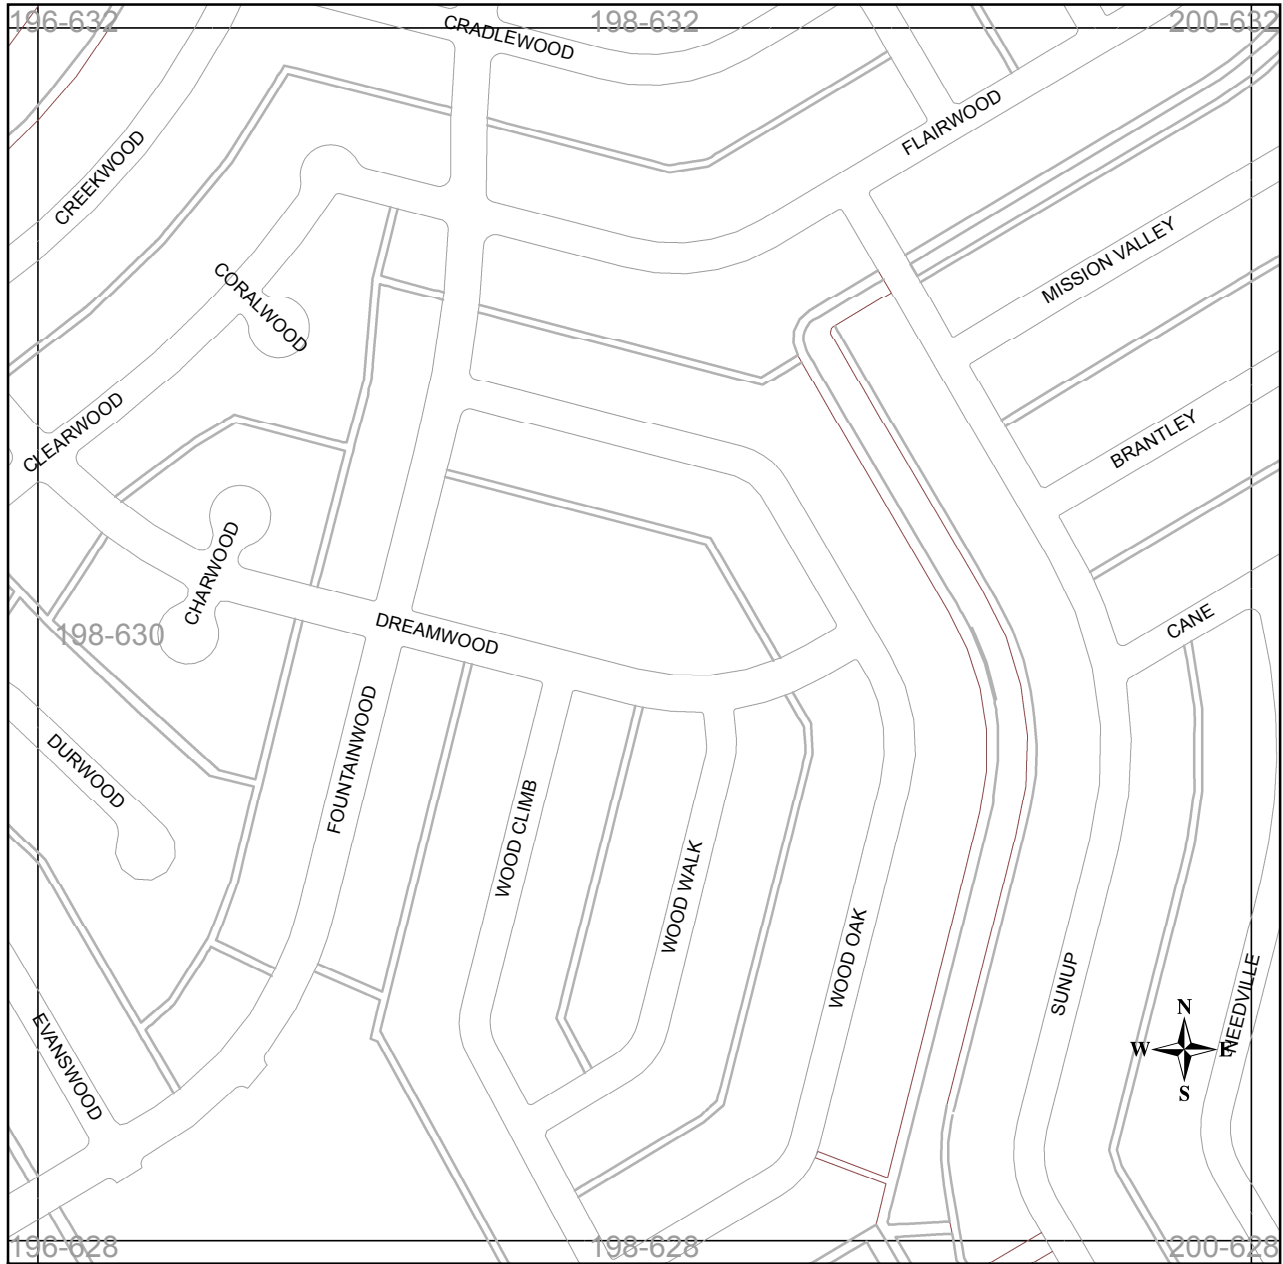 196-632
198-632
200-632
CRADLEWOOD
FLAIRWOOD
CREEKWOOD
MISSION VALLEY
CORALWOOD
CLEARWOOD
BRANTLEY
CHARWOOD
CANE
198-630
DREAMWOOD
DURWOOD
FOUNTAINWOOD
WOOD CLIMB
WOOD WALK
WOOD OAK
SUNUP
NEEDVILLE
EVANSWOOD
N
W
E
S
196-628
198-628
200-628